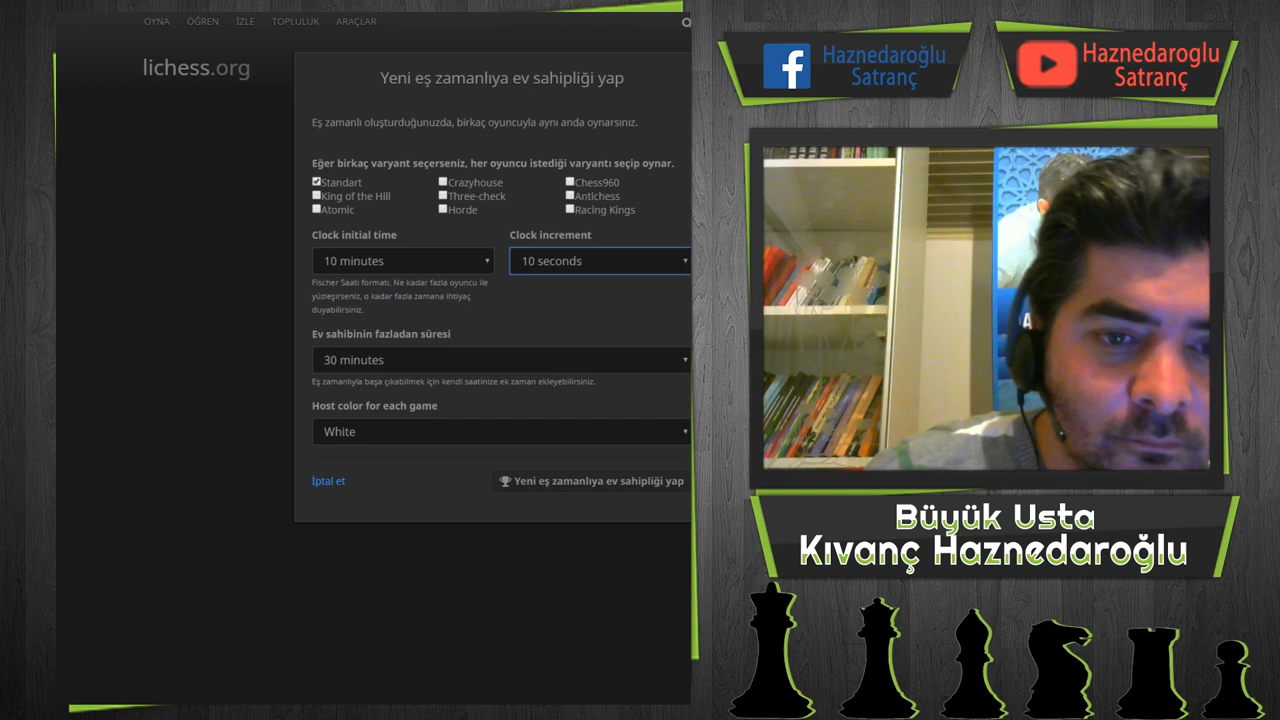 OYNA ÖĞREN İZLE TOPLULUK ARAÇLAR
lichess.org
Yeni eş zamanlıya ev sahipliği yap
Eş zamanlı oluşturduğunuzda, birkaç oyuncuyla aynı anda oynarsınız.
Eğer birkaç varyant seçerseniz, her oyuncu istediği varyantı seçip oynar.
Standart Crazyhouse Chess960
King of the Hill Three-check Antichess
Atomic Horde Racing Kings
Clock initial time Clock increment
10 minutes 10 seconds
Fischer Saati formatı. Ne kadar fazla oyuncu ile
yüzleşirseniz, o kadar fazla zamana ihtiyaç
duyabilirsiniz.
Ev sahibinin fazladan süresi
30 minutes
Eş zamanlıyla başa çıkabilmek için kendi saatinize ek zaman ekleyebilirsiniz.
Host color for each game
White
İptal et Yeni eş zamanlıya ev sahipliği yap
Haznedaroğlu
Satranç
Haznedaroglu
Satranç
Büyük Usta
Kıvanç Haznedaroğlu